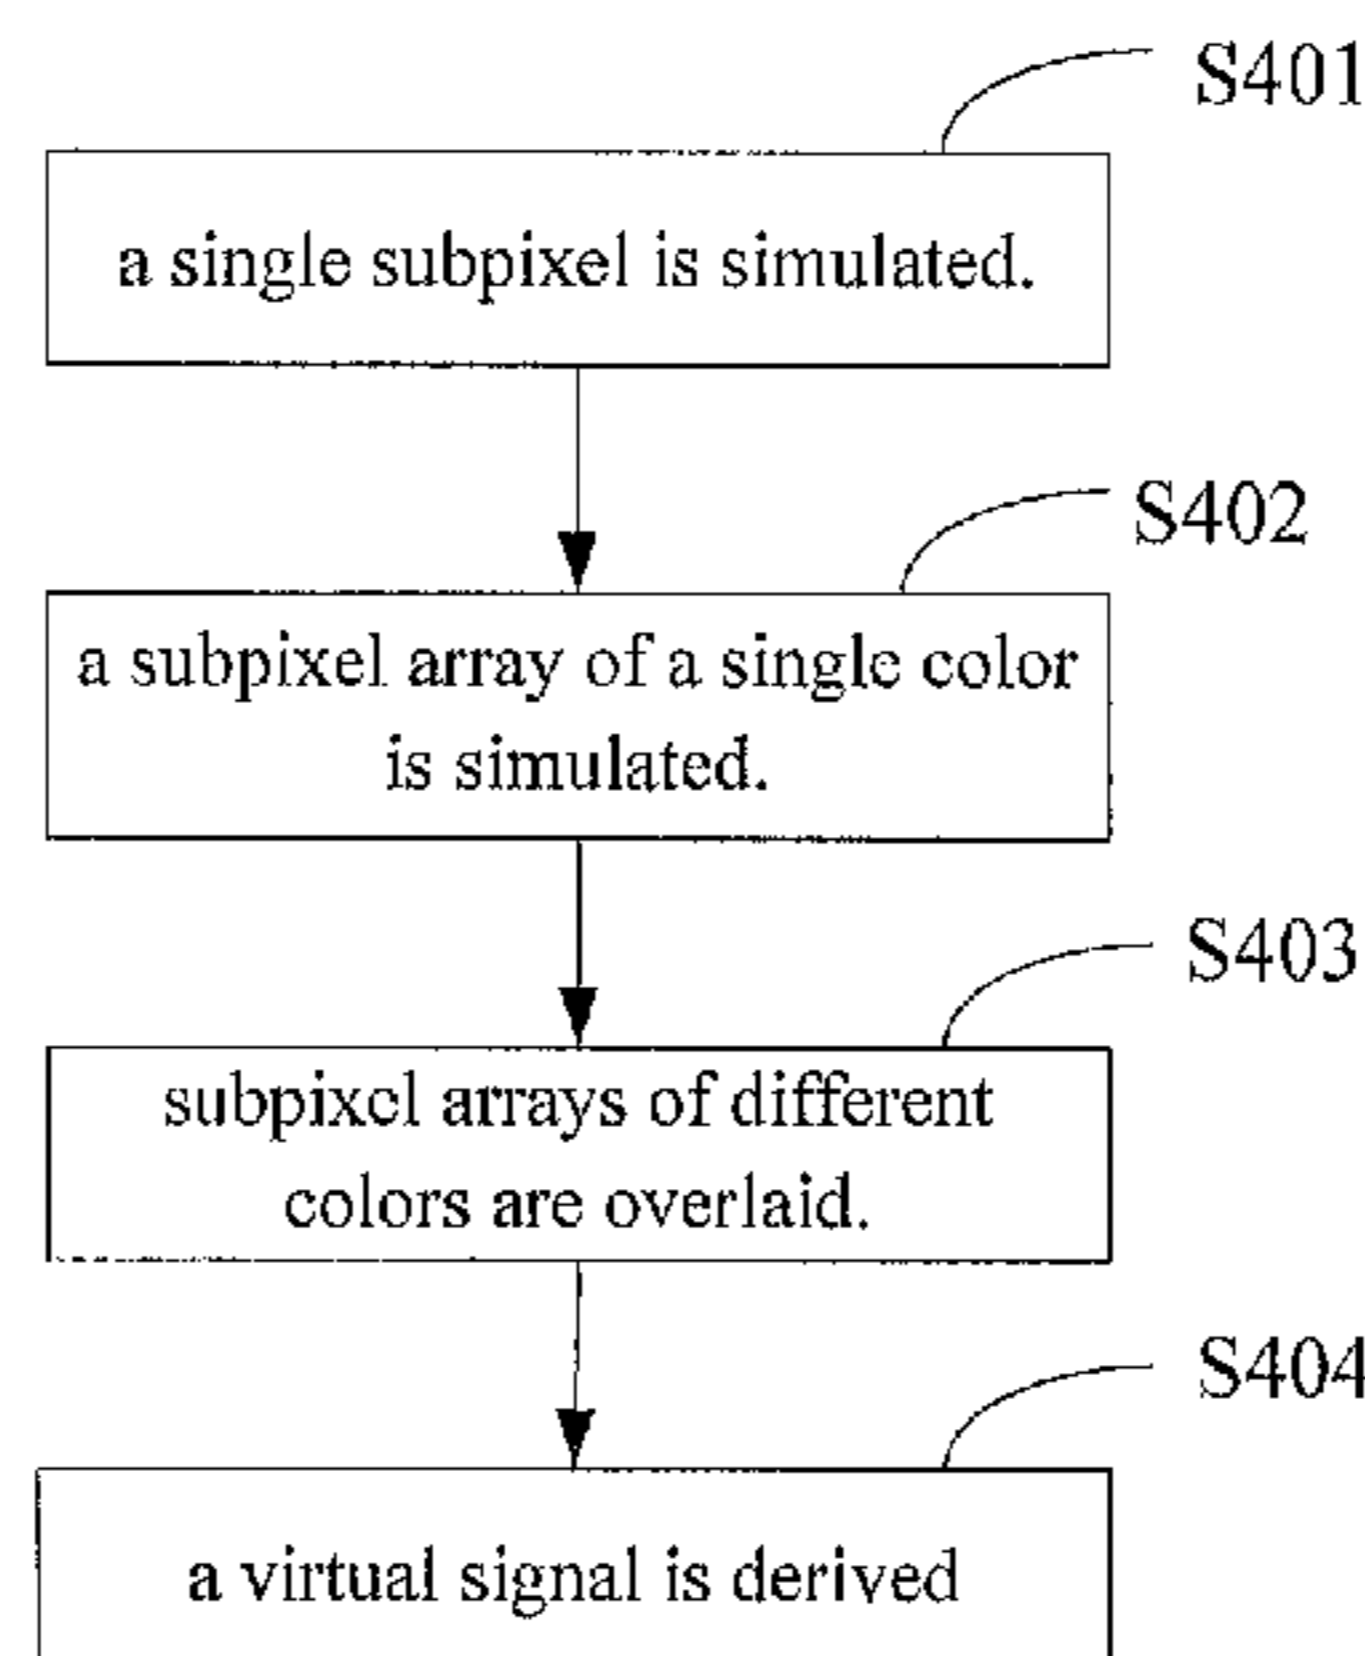 S401
a single subpixel is simulated.
S402
a subpixel array of a single color
is simulated.
S403
subpixel arrays of different
colors are overlaid.
S404
a virtual signal is derived